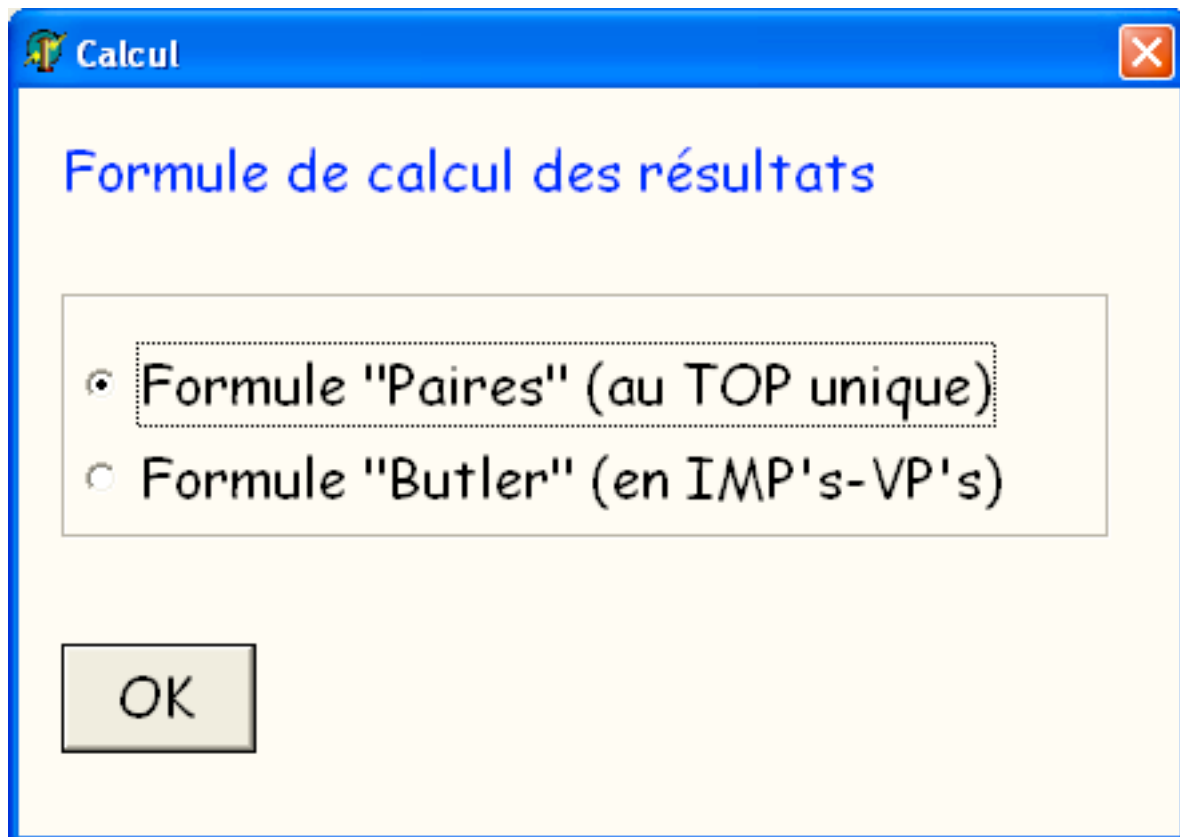 Calcul
Formule de calcul des résultats
Formule "Paires" (au TOP unique)
Formule "Butler" (en IMP's-VP's)
OK